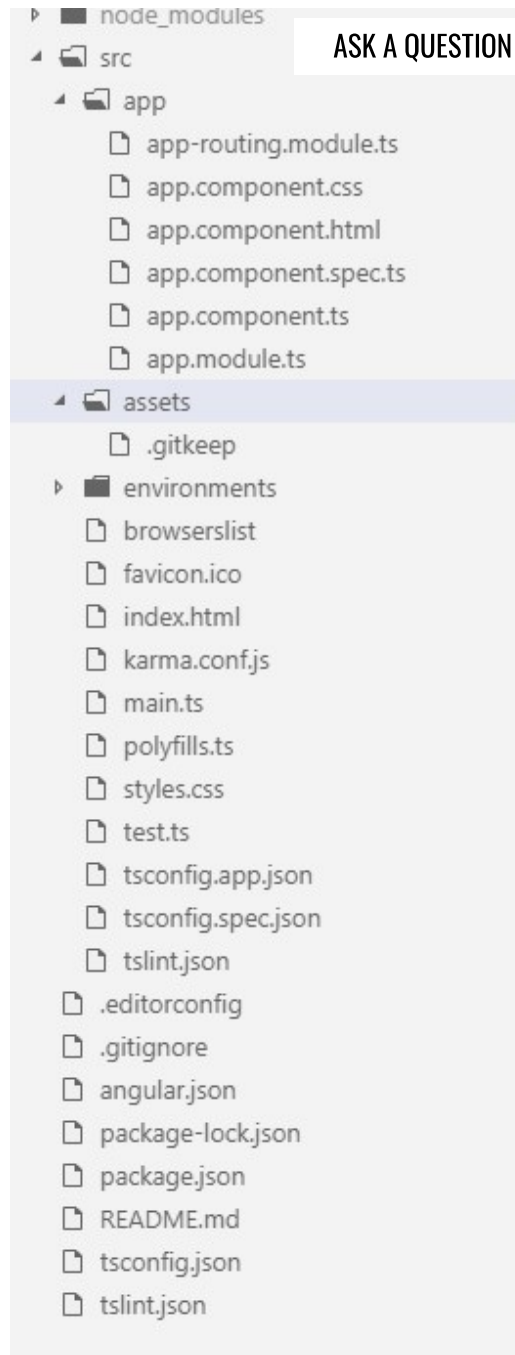 node_modules
ASK A QUESTION
src
app
app-routing.module.ts
app.component.css
app.component.html
app.component.spec.ts
app.component.ts
app.module.ts
assets
.gitkeep
environments
browserslist
favicon.ico
index.html
karma.conf.js
main.ts
polyfills.ts
styles.css
test.ts
tsconfig.app.json
tsconfig.spec.json
tslint.json
.editorconfig
.gitignore
angular.json
package-lock.json
package.json
README.md
tsconfig.json
tslint.json